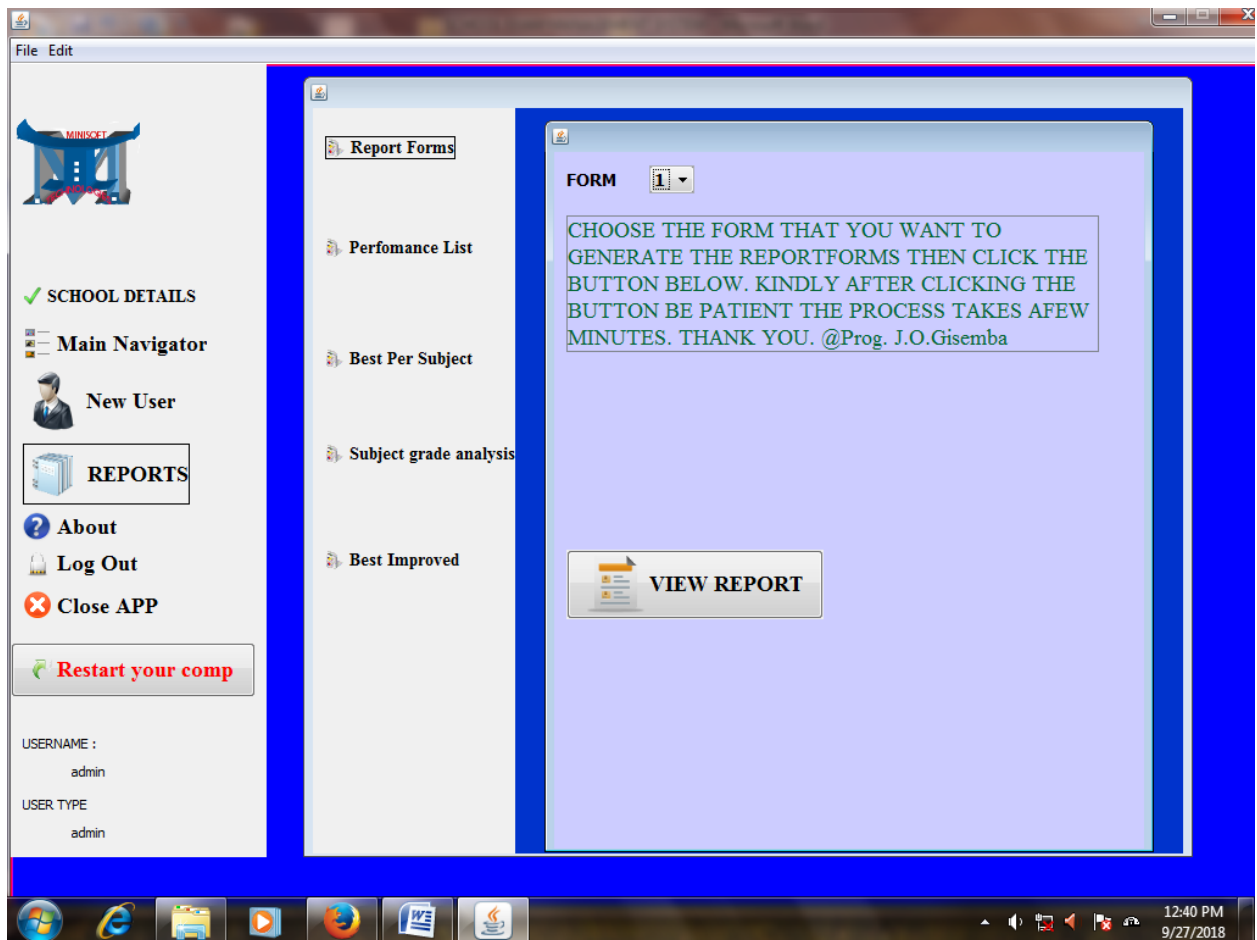 File Edit
MINISOFT
SCHOOL DETAILS
Main Navigator
New User
REPORTS
About
Log Out
Close APP
Restart your comp
USERNAME :
admin
USER TYPE
admin
Report Forms
Perfomance List
Best Per Subject
Subject grade analysis
Best Improved
FORM 1
CHOOSE THE FORM THAT YOU WANT TO
GENERATE THE REPORTFORMS THEN CLICK THE
BUTTON BELOW. KINDLY AFTER CLICKING THE
BUTTON BE PATIENT THE PROCESS TAKES AFEW
MINUTES. THANK YOU. @Prog. J.O.Gisemba
VIEW REPORT
12:40 PM
9/27/2018